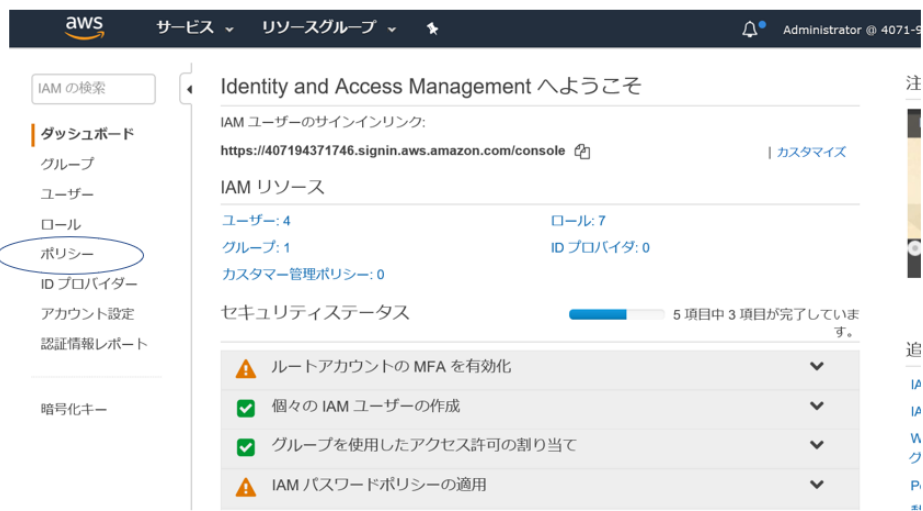 aws
サービス
リソースグループ
Administrator @ 4071-9
IAM の検索
ダッシュボード
グループ
ユーザー
ロール
ポリシー
ID プロバイダー
アカウント設定
認証情報レポート
暗号化キー
Identity and Access Management へようこそ
IAM ユーザーのサインインリンク:
https://407194371746.signin.aws.amazon.com/console
| カスタマイズ
IAM リソース
ユーザー: 4
ロール: 7
グループ: 1
ID プロバイダ: 0
カスタマー管理ポリシー: 0
セキュリティステータス
5 項目中 3 項目が完了していま
す。
ルートアカウントの MFA を有効化
個々の IAM ユーザーの作成
グループを使用したアクセス許可の割り当て
IAM パスワードポリシーの適用
注
追
IA
IA
W
グ